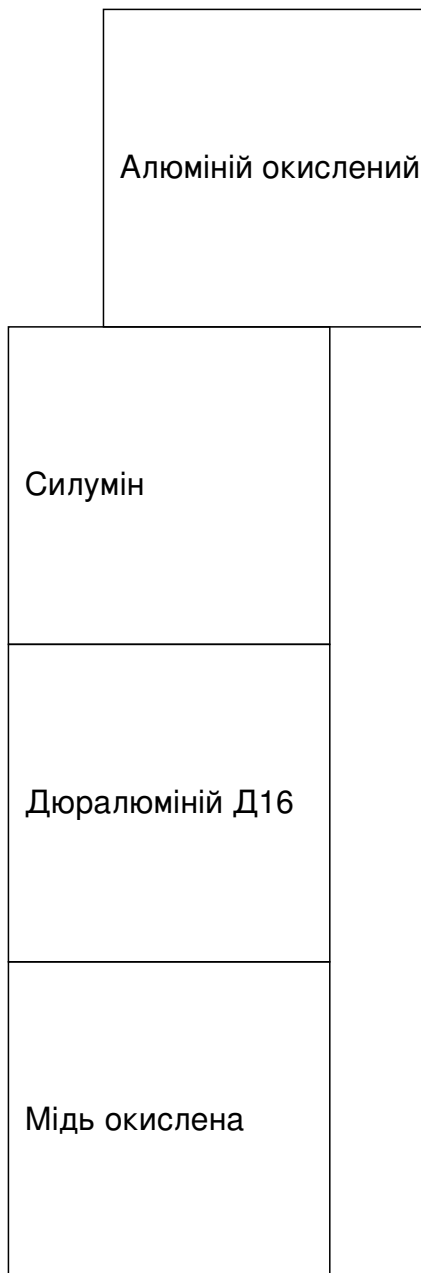 Алюміній окислений
Силумін
Дюралюміній Д16
Мідь окислена